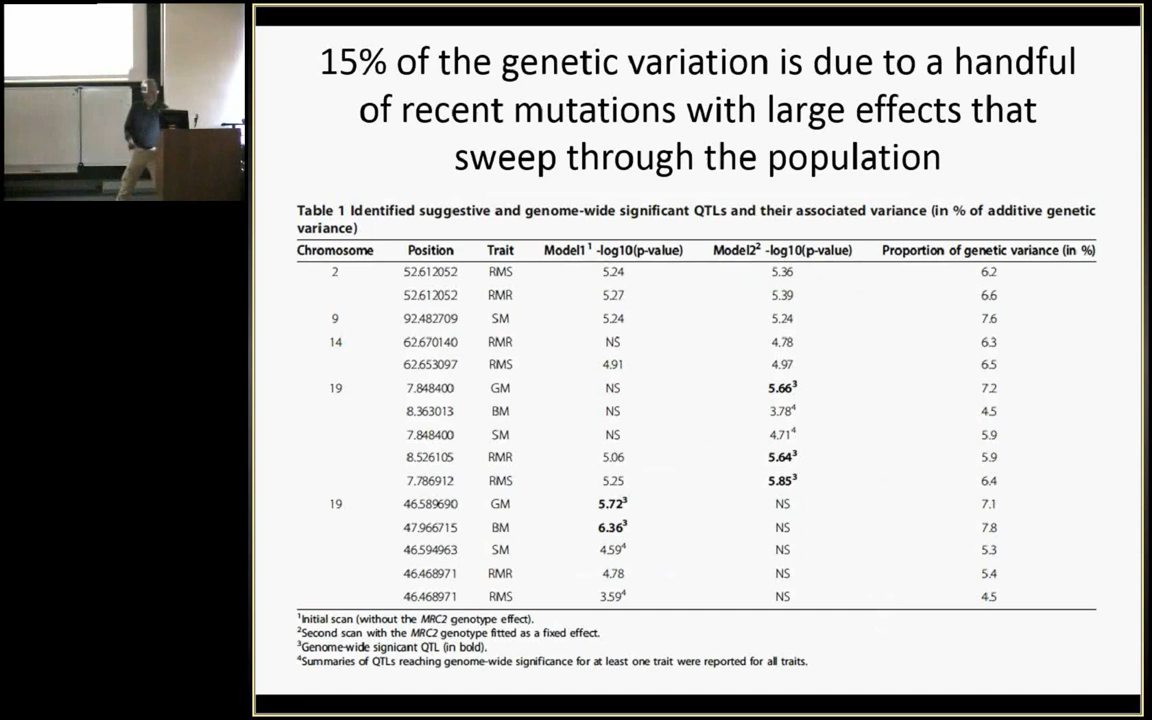 15% of the genetic variation is due to a handful
of recent mutations with large effects that
sweep through the population
Table 1 Identified suggestive and genome-wide significant QTLs and their associated variance (in % of additive genetic
variance)
Chromosome Position Trait Model1¹ -log10(p-value) Model2² -log10(p-value) Proportion of genetic variance (in %)
2 52.612052 RMS 5.24 5.36 6.2
52.612052 RMR 5.27 5.39 6.6
9 92.482709 SM 5.24 5.24 7.6
14 62.670140 RMR NS 4.78 6.3
62.653097 RMS 4.91 4.97 6.5
19 7.848400 GM NS 5.66³ 7.2
8.363013 BM NS 3.78⁴ 4.5
7.848400 SM NS 4.71⁴ 5.9
8.526105 RMR 5.06 5.64³ 5.9
7.786912 RMS 5.25 5.85³ 6.4
19 46.589690 GM 5.72³ NS 7.1
47.966715 BM 6.36³ NS 7.8
46.594963 SM 4.59⁴ NS 5.3
46.468971 RMR 4.78 NS 5.4
46.468971 RMS 3.59⁴ NS 4.5
¹Initial scan (without the MRC2 genotype effect).
²Second scan with the MRC2 genotype fitted as a fixed effect.
³Genome-wide signicant QTL (in bold).
⁴Summaries of QTLs reaching genome-wide significance for at least one trait were reported for all traits.